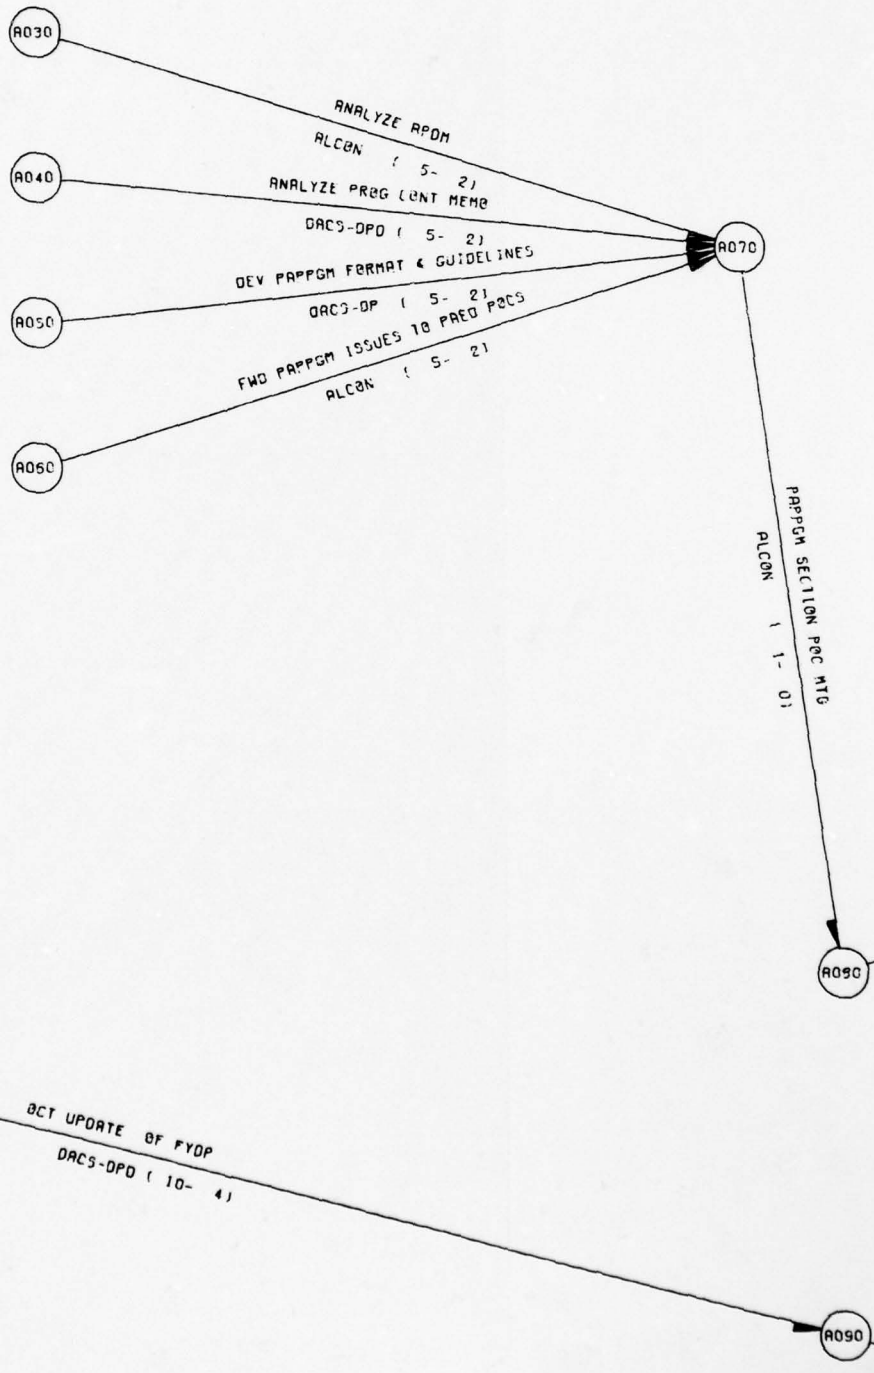 A030
ANALYZE APDM
ALCON ( 5- 2)
A040
ANALYZE PROG CONT MEMO
DACS-DPD ( 5- 2)
A070
DEV PAPPGM FORMAT & GUIDELINES
DACS-DP ( 5- 2)
A050
FWD PAPPGM ISSUES TO PREO POCS
ALCON ( 5- 2)
A060
PAPPGM SECTION POC MTG
ALCON ( 1- 0)
A080
OCT UPDATE OF FYDP
DACS-DPD ( 10- 4)
A090